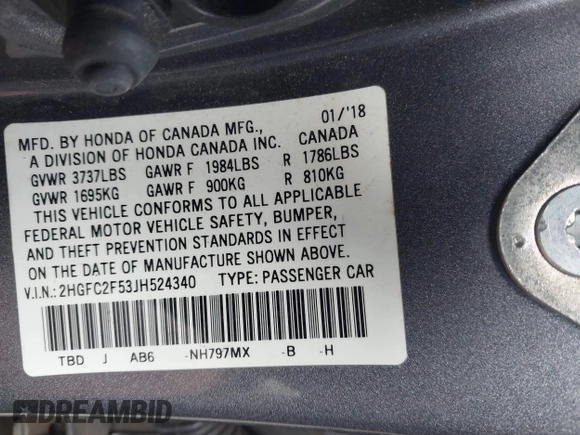 MFD. BY HONDA OF CANADA MFG., 01/'18
A DIVISION OF HONDA CANADA INC. CANADA
GVWR 3737LBS GAWR F 1984LBS R 1786LBS
GVWR 1695KG GAWR F 900KG R 810KG
THIS VEHICLE CONFORMS TO ALL APPLICABLE
FEDERAL MOTOR VEHICLE SAFETY, BUMPER,
AND THEFT PREVENTION STANDARDS IN EFFECT
ON THE DATE OF MANUFACTURE SHOWN ABOVE.
V.I.N.: 2HGFC2F53JH524340 TYPE: PASSENGER CAR
TBD J AB6 -NH797MX -B -H
DREAMBID